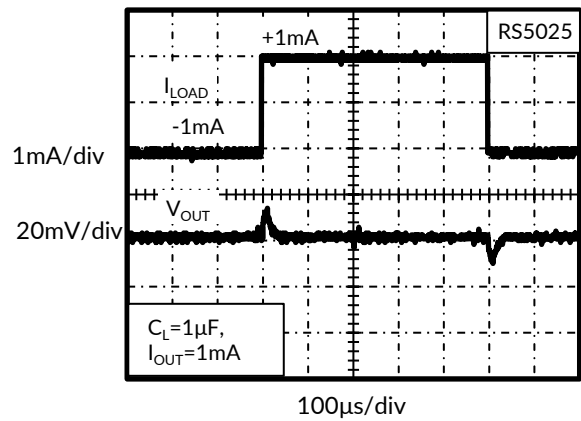 +1mA
RS5025
I_LOAD
-1mA
1mA/div
V_OUT
20mV/div
C_L=1µF,
I_OUT=1mA
100µs/div